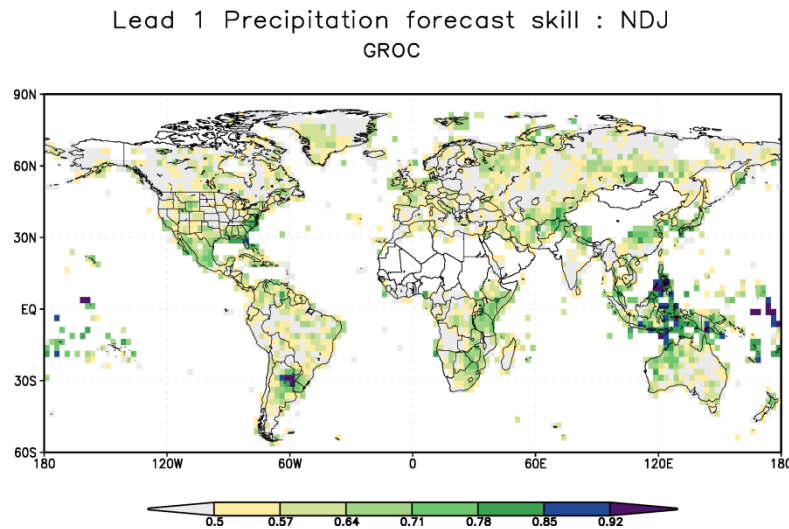 Lead 1 Precipitation forecast skill : NDJ
GROC
90N
60N
30N
EQ
30S
60S
180 120W 60W 0 60E 120E 180
0.5 0.57 0.64 0.71 0.78 0.85 0.92